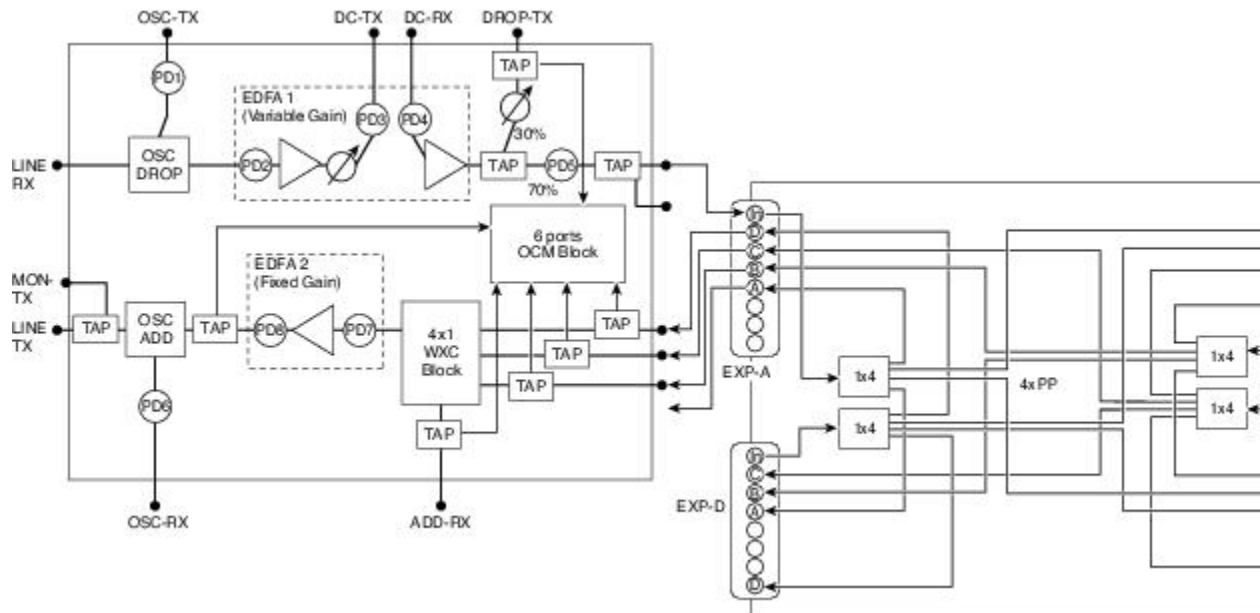 OSC-TX
DC-TX
DC-RX
DROP-TX
TAP
PD1
EDFA 1
(Variable Gain)
PD3
PD4
30%
LINE
RX
OSC
DROP
PD2
TAP
PD5
TAP
70%
In
D
C
B
A
EXP-A
6 ports
OCM Block
MON-
TX
EDFA 2
(Fixed Gain)
LINE
TX
TAP
OSC
ADD
TAP
PD8
PD7
4x1
WXC
Block
TAP
TAP
TAP
TAP
PD6
OSC-RX
ADD-RX
1x4
1x4
4xPP
1x4
1x4
EXP-D
In
C
B
A
D